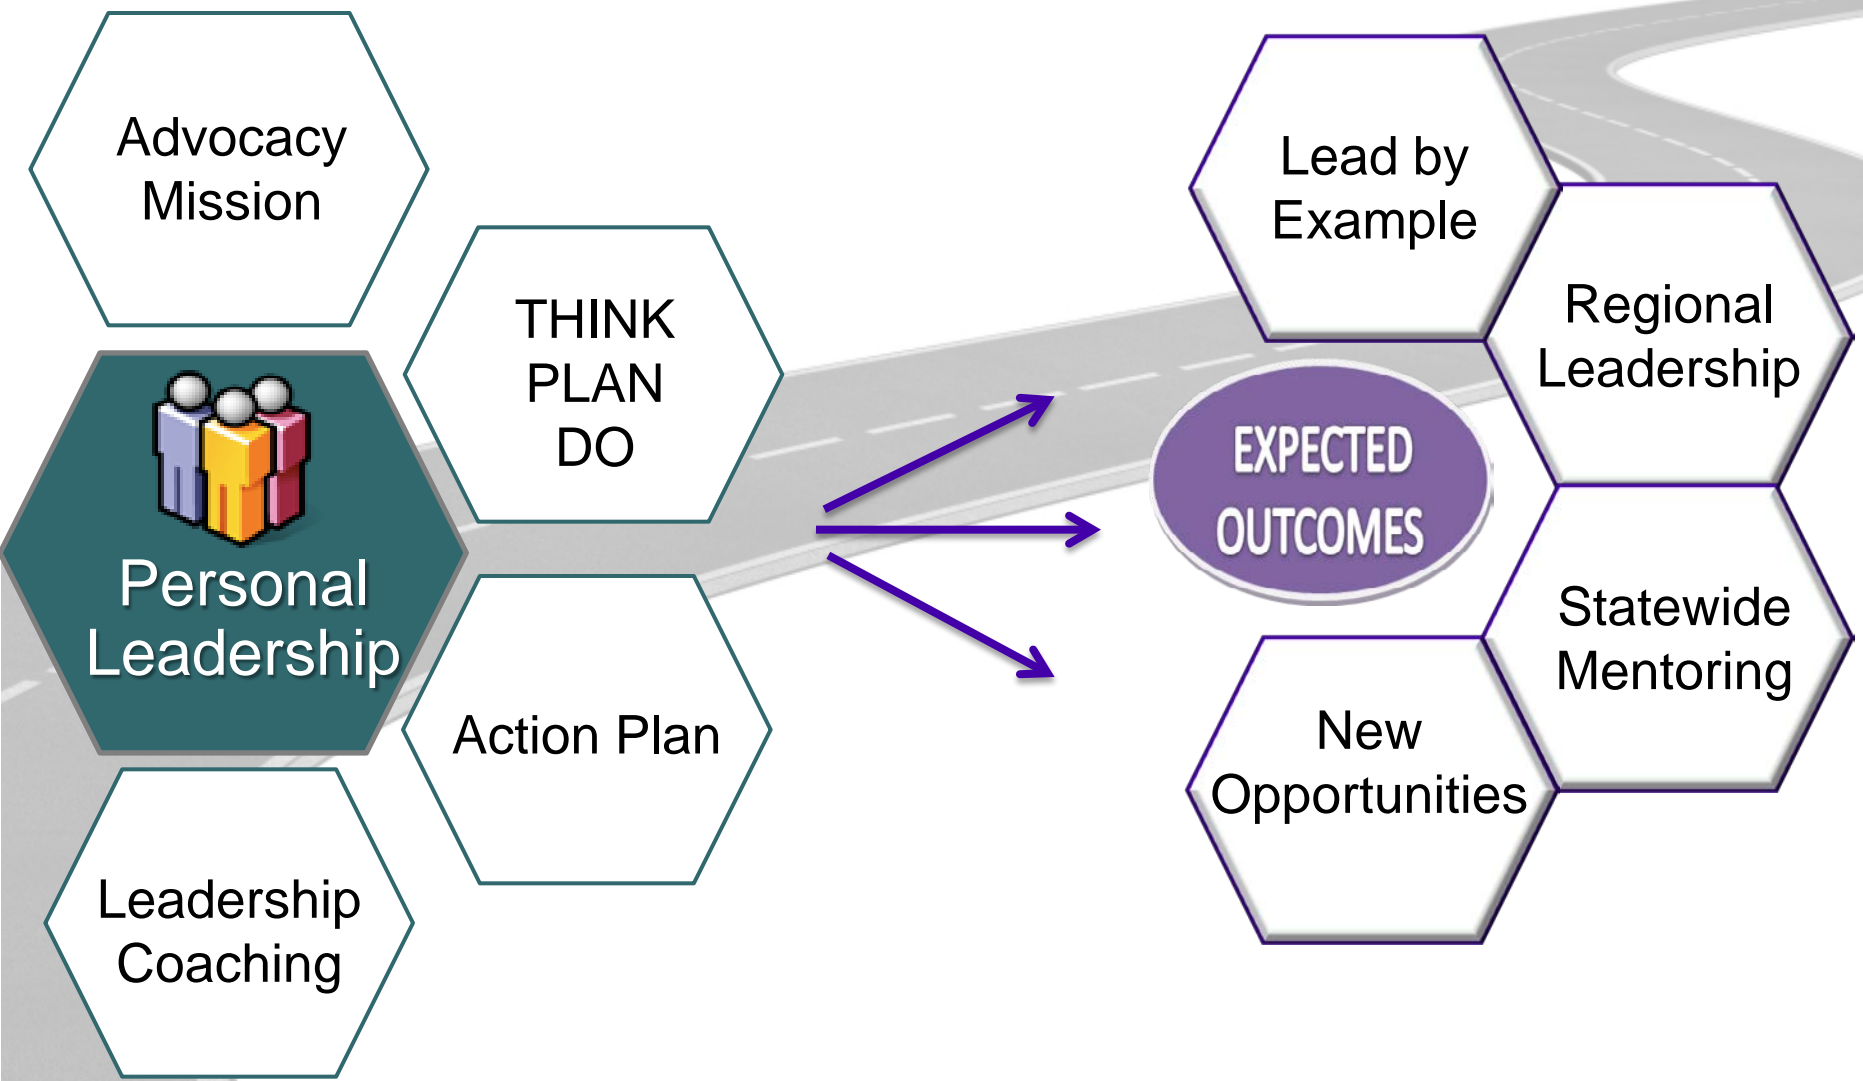 Advocacy
Mission
THINK
PLAN
DO
Personal
Leadership
Action Plan
Leadership
Coaching
EXPECTED
OUTCOMES
Lead by
Example
Regional
Leadership
Statewide
Mentoring
New
Opportunities